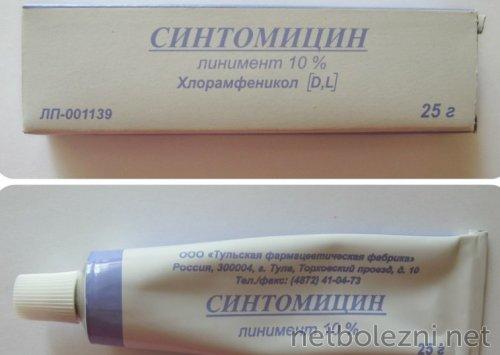 СИНТОМИЦИН
линимент 10 %
Хлорамфеникол [D,L]
ЛП-001139
25 г
ООО «Тульская фармацевтическая фабрика»
Россия, 300004, г. Тула, Торховский проезд, д. 10
Тел./факс: (4872) 41-04-73
СИНТОМИЦИН
линимент 10 %
25 г
netbolezni.net